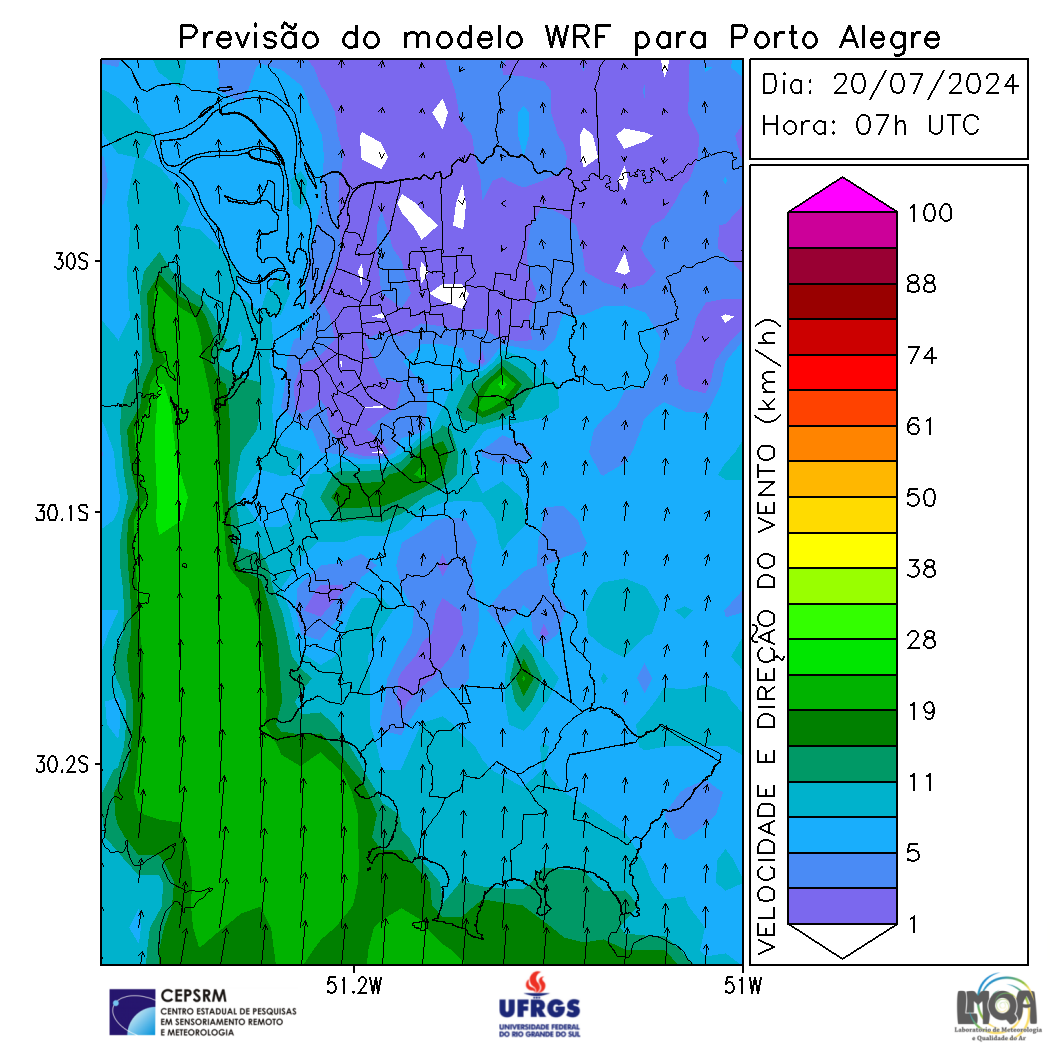 Previsão do modelo WRF para Porto Alegre
Dia: 20/07/2024
Hora: 07h UTC
30S
30.1S
30.2S
51.2W
51W
VELOCIDADE E DIREÇÃO DO VENTO (km/h)
100
88
74
61
50
38
28
19
11
5
1
CEPSRM
CENTRO ESTADUAL DE PESQUISAS
EM SENSORIAMENTO REMOTO
E METEOROLOGIA
UFRGS
UNIVERSIDADE FEDERAL
DO RIO GRANDE DO SUL
LMQA
Laboratório de Meteorologia
e Qualidade do Ar